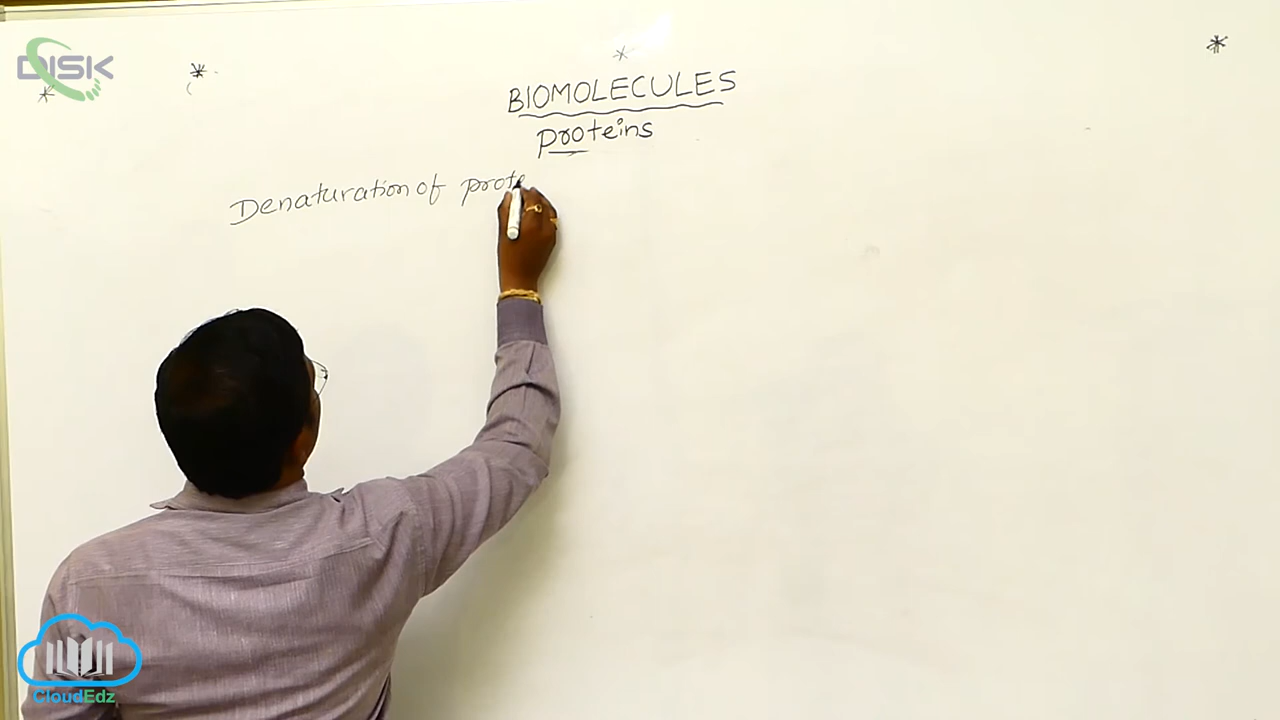 DISK
BIOMOLECULES
proteins
Denaturation of prote
CloudEdz